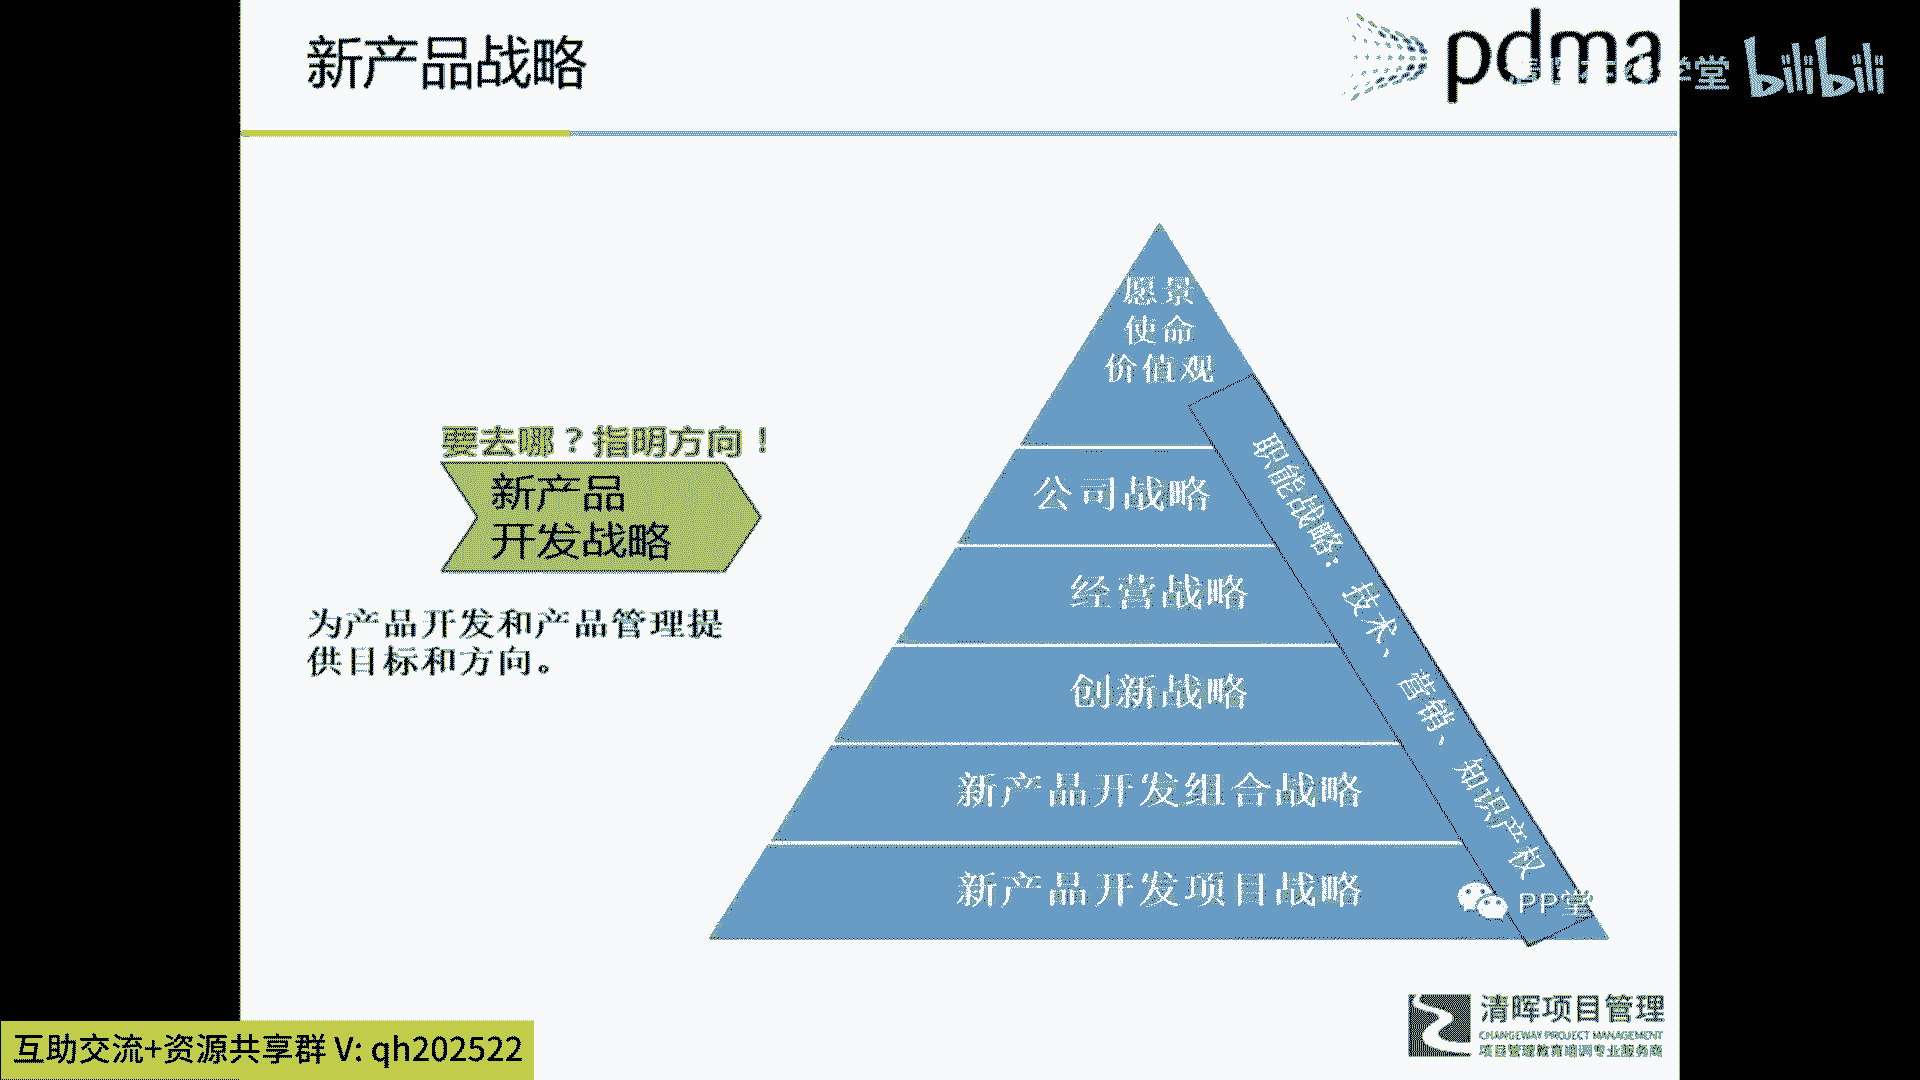 新产品战略
pdma
学堂
bilibili
愿景
使命
价值观
要去哪？指明方向！
新产品
开发战略
为产品开发和产品管理提
供目标和方向。
公司战略
经营战略
创新战略
新产品开发组合战略
新产品开发项目战略
职能战略：技术、营销、知识产权
PP堂
清晖项目管理
CHANGEWAY PROJECT MANAGEMENT
项目管理教育培训专业服务商
互助交流+资源共享群 V: qh202522